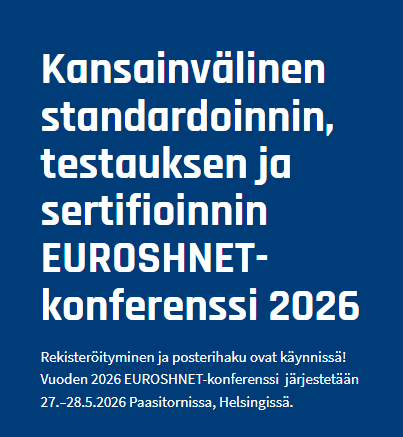 Kansainvälinen
standardoinnin,
testauksen ja
sertifioinnin
EUROSHNET-
konferenssi 2026
Rekisteröityminen ja posterihaku ovat käynnissä!
Vuoden 2026 EUROSHNET-konferenssi järjestetään
27.–28.5.2026 Paasitornissa, Helsingissä.